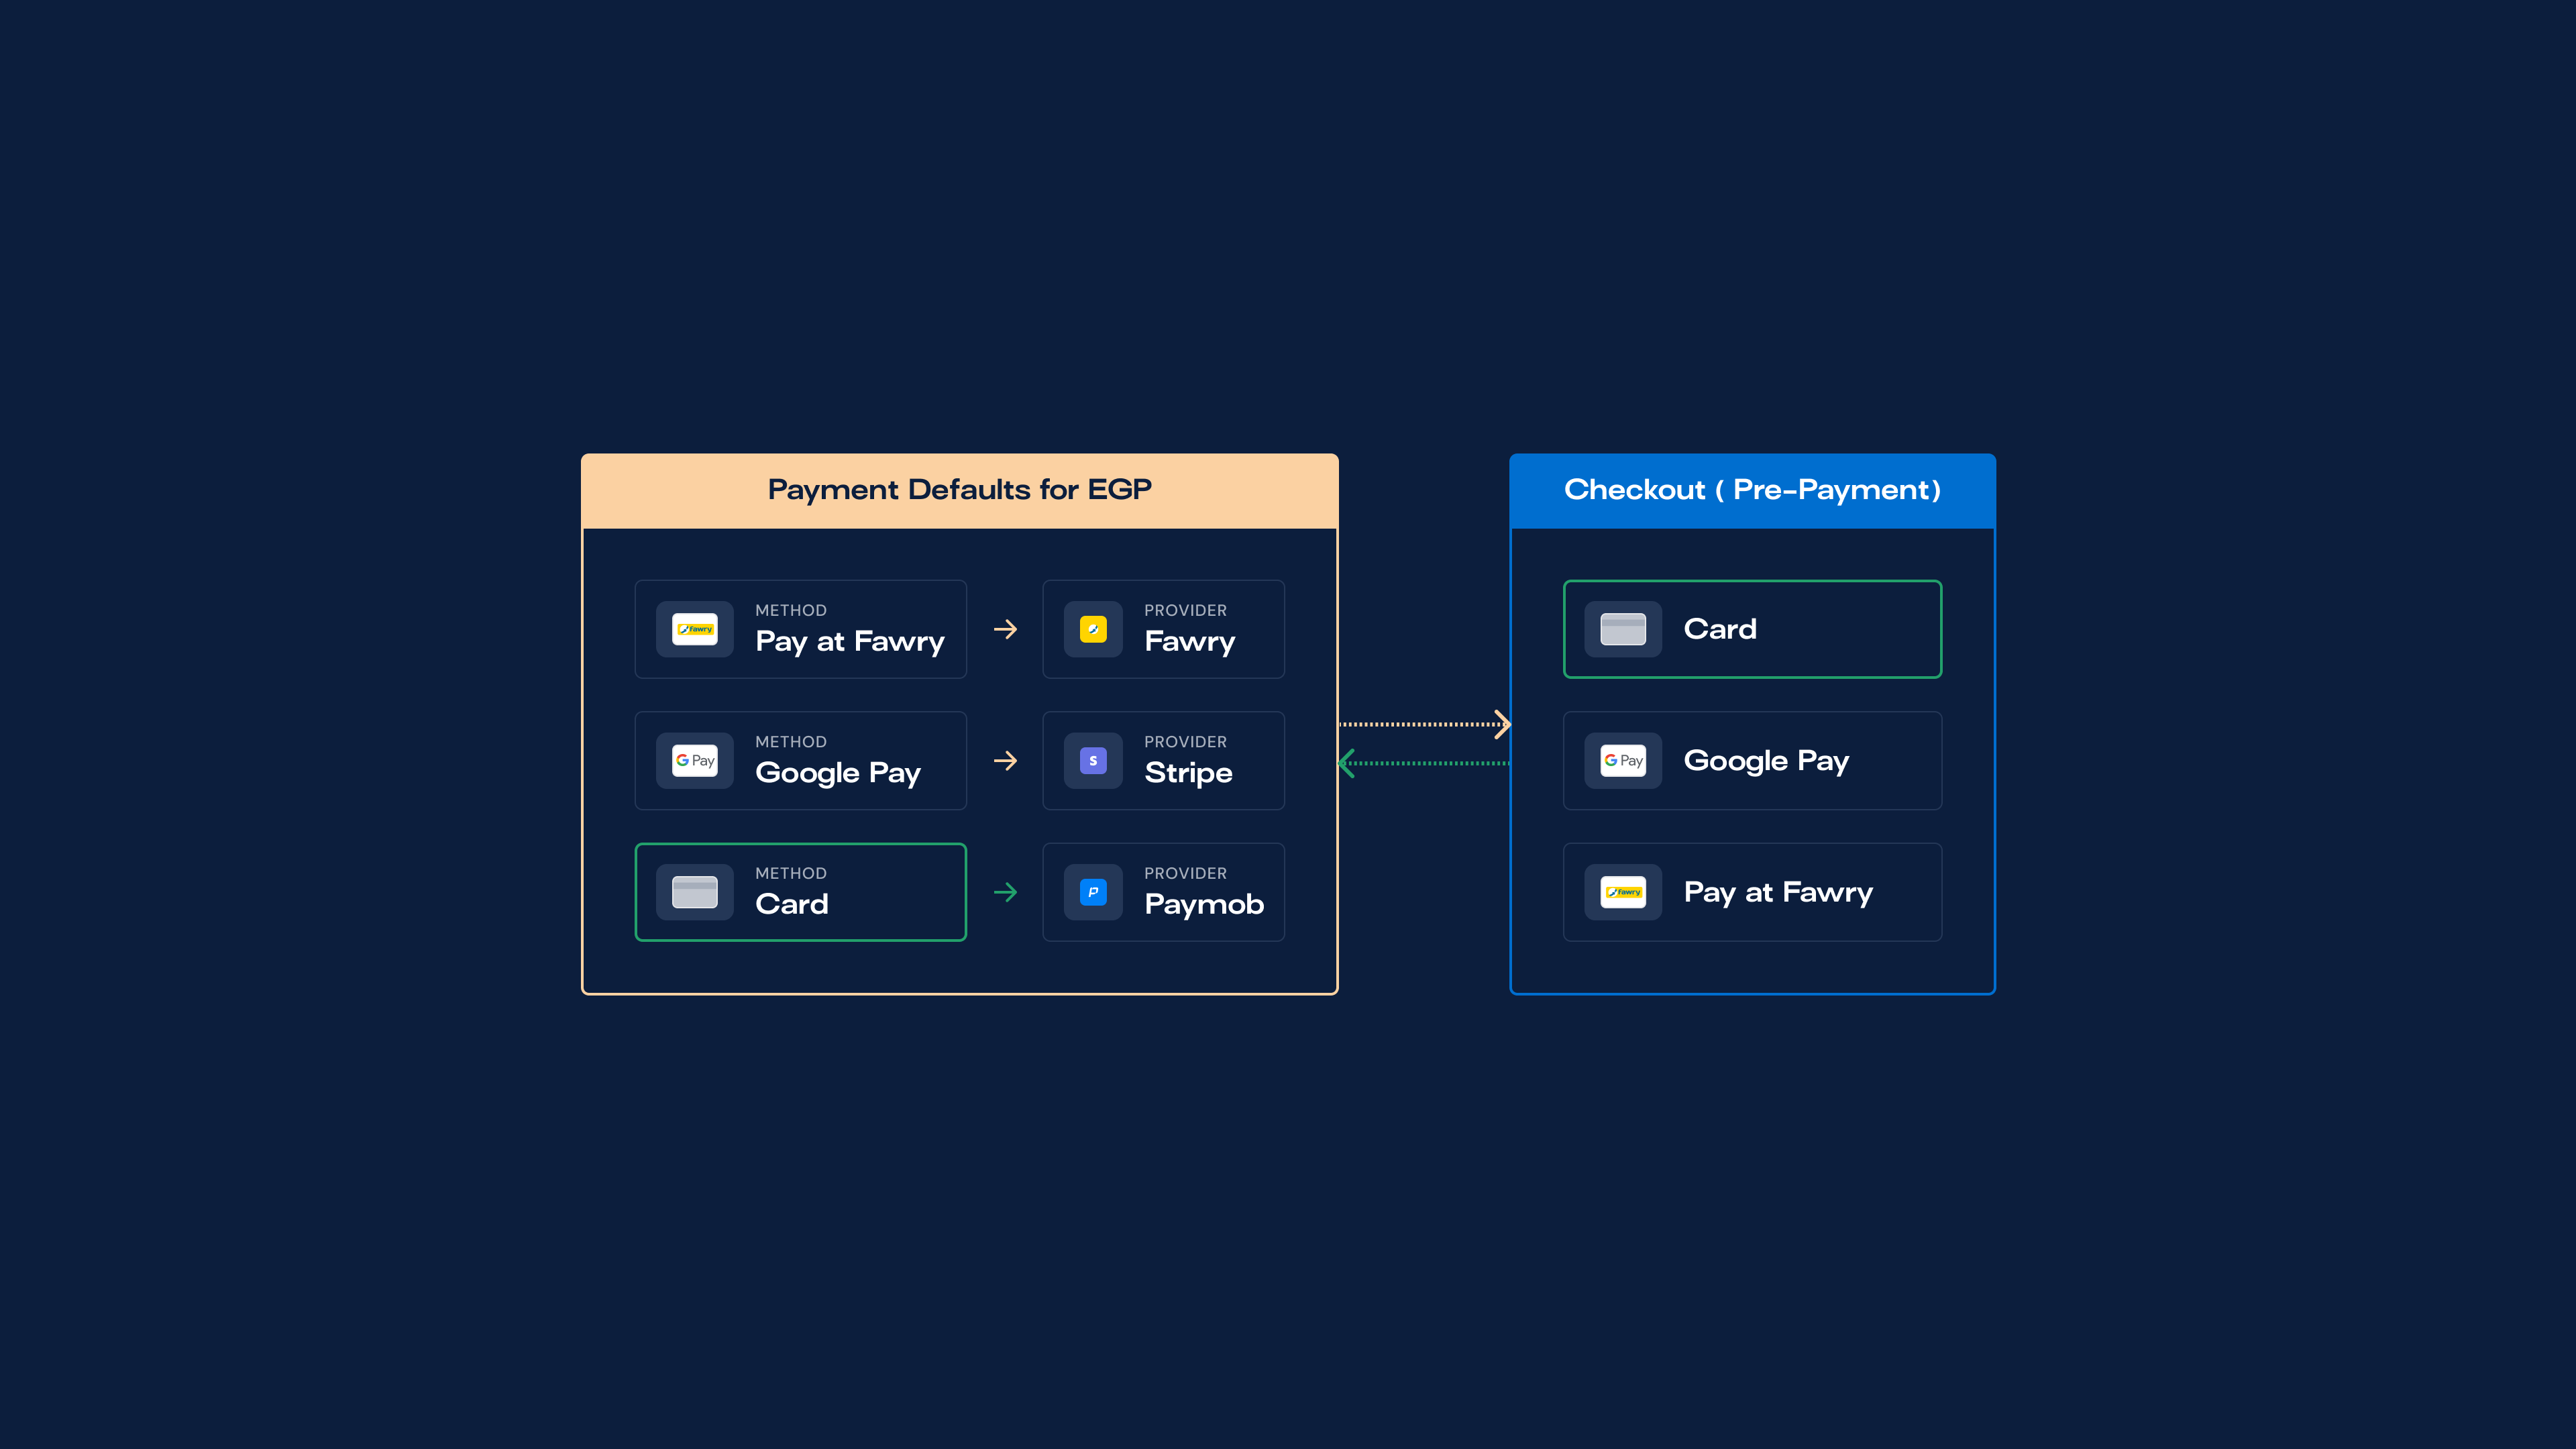 Payment Defaults for EGP
fawry
METHOD
Pay at Fawry
PROVIDER
Fawry
G Pay
METHOD
Google Pay
S
PROVIDER
Stripe
METHOD
Card
P
PROVIDER
Paymob
Checkout ( Pre-Payment)
Card
G Pay
Google Pay
fawry
Pay at Fawry